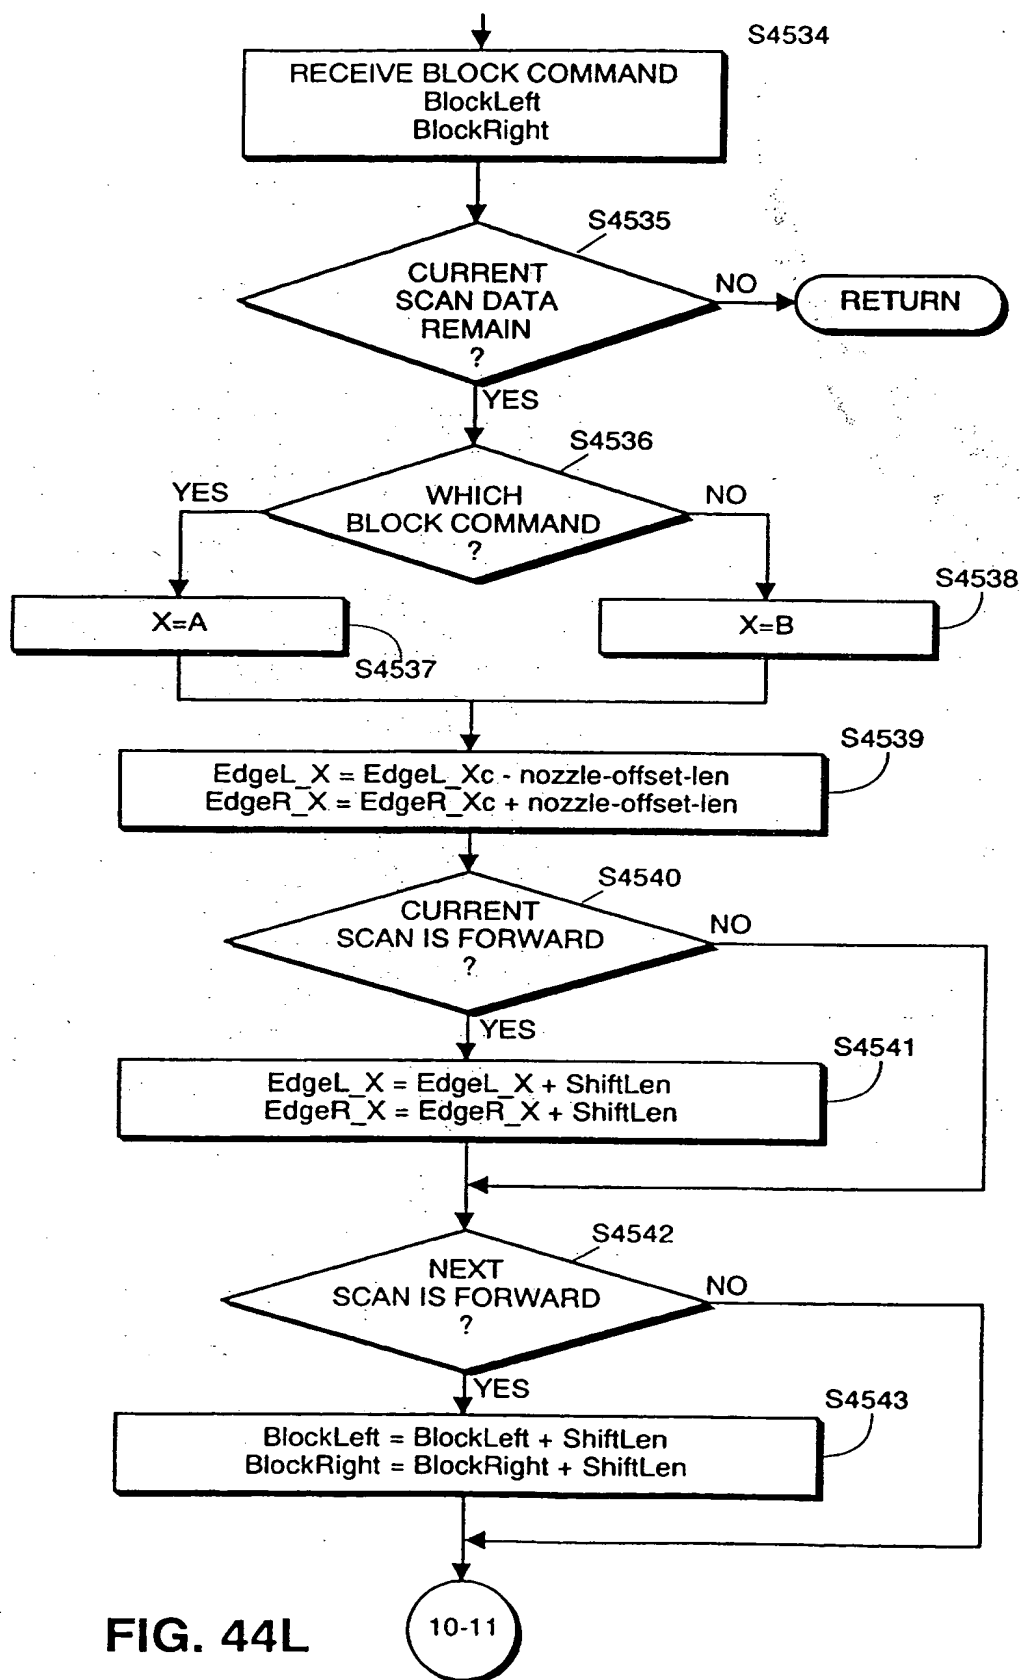 S4534
RECEIVE BLOCK COMMAND
BlockLeft
BlockRight
S4535
CURRENT
SCAN DATA
REMAIN
?
NO
RETURN
YES
S4536
WHICH
BLOCK COMMAND
?
YES
NO
X=A
S4537
X=B
S4538
S4539
EdgeL_X = EdgeL_Xc - nozzle-offset-len
EdgeR_X = EdgeR_Xc + nozzle-offset-len
S4540
CURRENT
SCAN IS FORWARD
?
NO
YES
S4541
EdgeL_X = EdgeL_X + ShiftLen
EdgeR_X = EdgeR_X + ShiftLen
S4542
NEXT
SCAN IS FORWARD
?
NO
YES
S4543
BlockLeft = BlockLeft + ShiftLen
BlockRight = BlockRight + ShiftLen
10-11
FIG. 44L